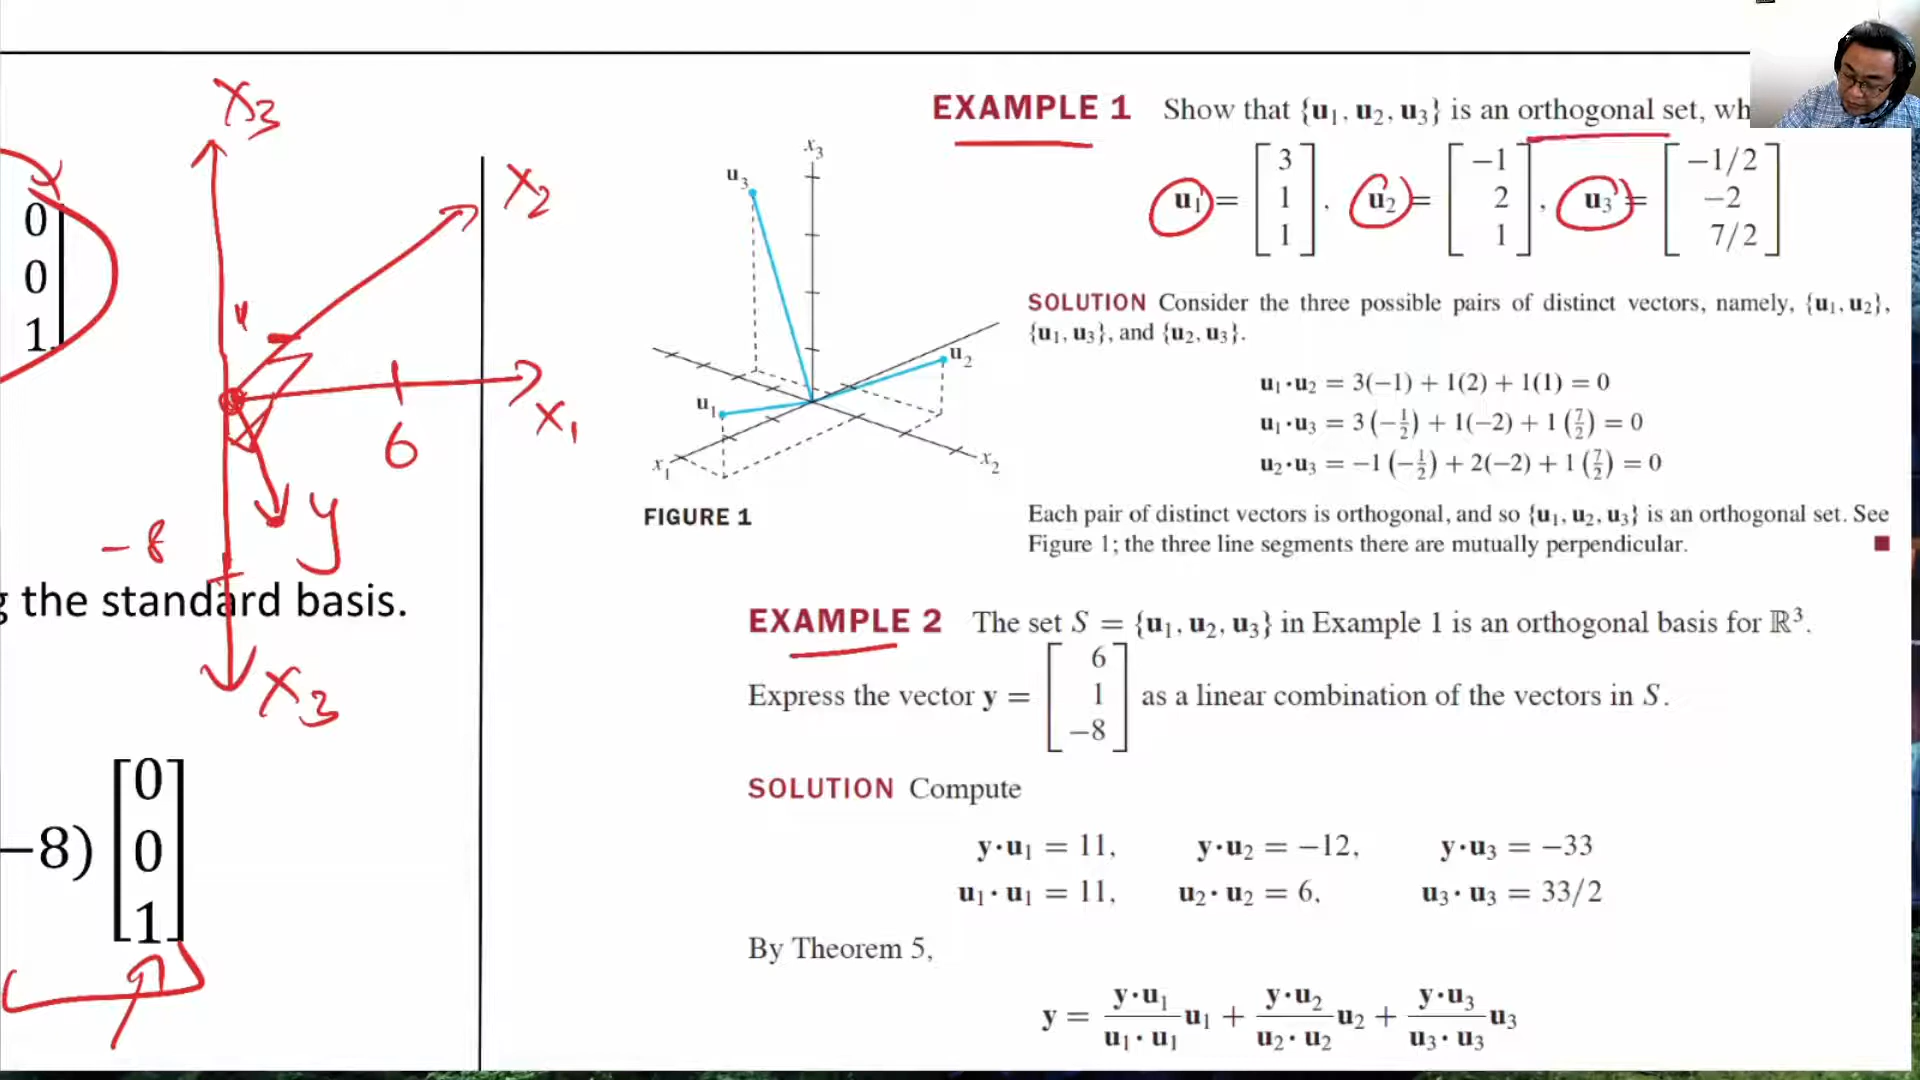 x₃
x₂
x₁
6
y
-8
x₃
0
0
1
the standard basis.
−8) [0
0
1]
EXAMPLE 1 Show that {u₁, u₂, u₃} is an orthogonal set, wh
u₁ = [3 1 1], u₂ = [−1 2 1], u₃ = [−1/2 −2 7/2]
x₃
u₃
u₂
u₁
x₁
x₂
FIGURE 1
SOLUTION Consider the three possible pairs of distinct vectors, namely, {u₁, u₂},
{u₁, u₃}, and {u₂, u₃}.
u₁·u₂ = 3(−1) + 1(2) + 1(1) = 0
u₁·u₃ = 3(−1/2) + 1(−2) + 1(7/2) = 0
u₂·u₃ = −1(−1/2) + 2(−2) + 1(7/2) = 0
Each pair of distinct vectors is orthogonal, and so {u₁, u₂, u₃} is an orthogonal set. See
Figure 1; the three line segments there are mutually perpendicular.
EXAMPLE 2 The set S = {u₁, u₂, u₃} in Example 1 is an orthogonal basis for ℝ³.
Express the vector y = [6 1 −8] as a linear combination of the vectors in S.
SOLUTION Compute
y·u₁ = 11, y·u₂ = −12, y·u₃ = −33
u₁·u₁ = 11, u₂·u₂ = 6, u₃·u₃ = 33/2
By Theorem 5,
y = y·u₁/u₁·u₁ u₁ + y·u₂/u₂·u₂ u₂ + y·u₃/u₃·u₃ u₃